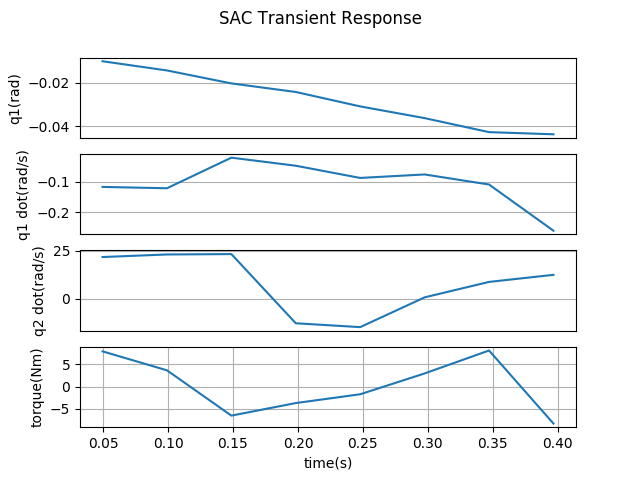 SAC Transient Response
q1(rad)
−0.02
−0.04
q1 dot(rad/s)
−0.1
−0.2
q2 dot(rad/s)
25
0
torque(Nm)
5
0
−5
0.05 0.10 0.15 0.20 0.25 0.30 0.35 0.40
time(s)